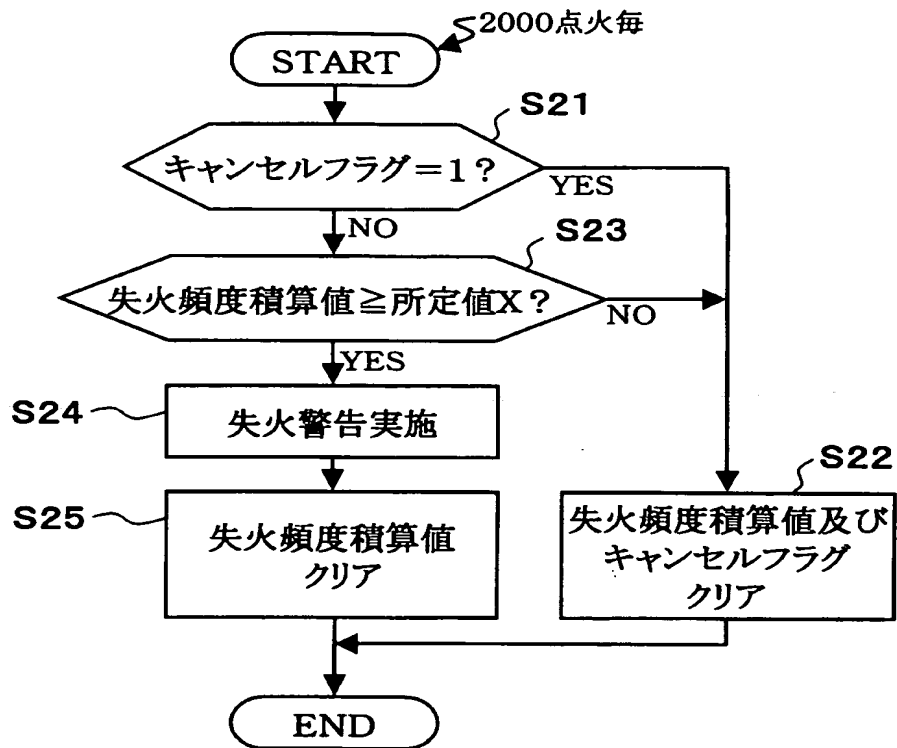 2000点火毎
START
S21
キャンセルフラグ=1?
YES
NO
S23
失火頻度積算値≧所定値X?
NO
YES
S24
失火警告実施
S22
S25
失火頻度積算値
クリア
失火頻度積算値及び
キャンセルフラグ
クリア
END